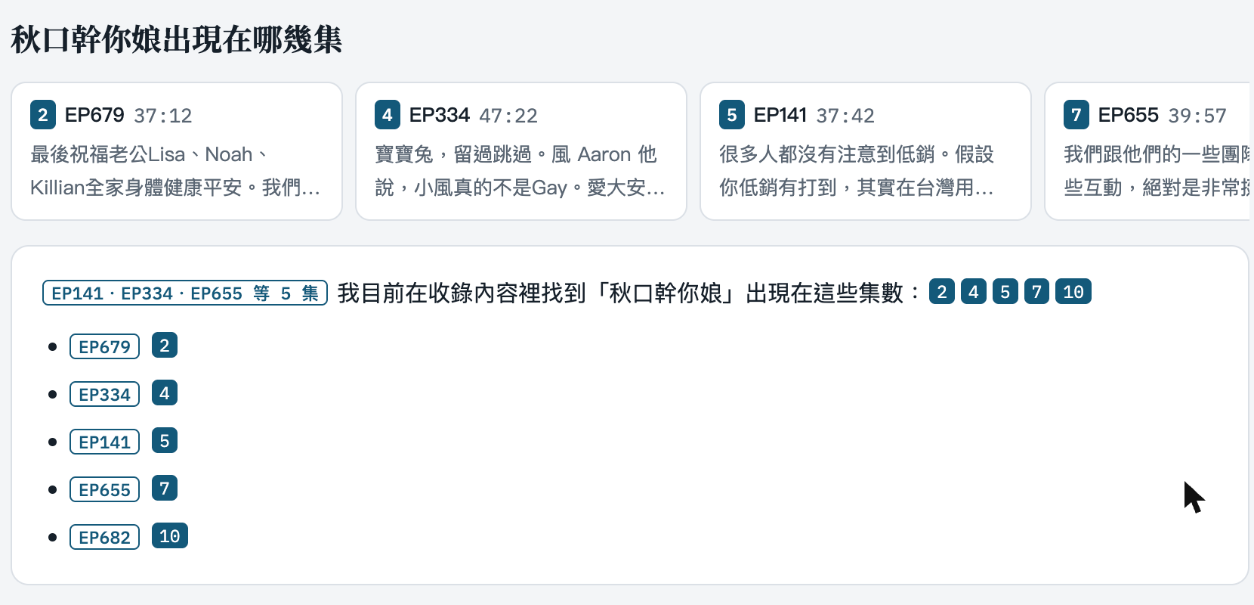 秋口幹你娘出現在哪幾集
2 EP679 37:12
最後祝福老公Lisa、Noah、
Killian全家身體健康平安。我們...
4 EP334 47:22
寶寶兔，留過跳過。風 Aaron 他
說，小風真的不是Gay。愛大安...
5 EP141 37:42
很多人都沒有注意到低銷。假設
你低銷有打到，其實在台灣用...
7 EP655 39:57
我們跟他們的一些團
些互動，絕對是非常
EP141 · EP334 · EP655 等 5 集 我目前在收錄內容裡找到「秋口幹你娘」出現在這些集數： 2 4 5 7 10
• EP679 2
• EP334 4
• EP141 5
• EP655 7
• EP682 10